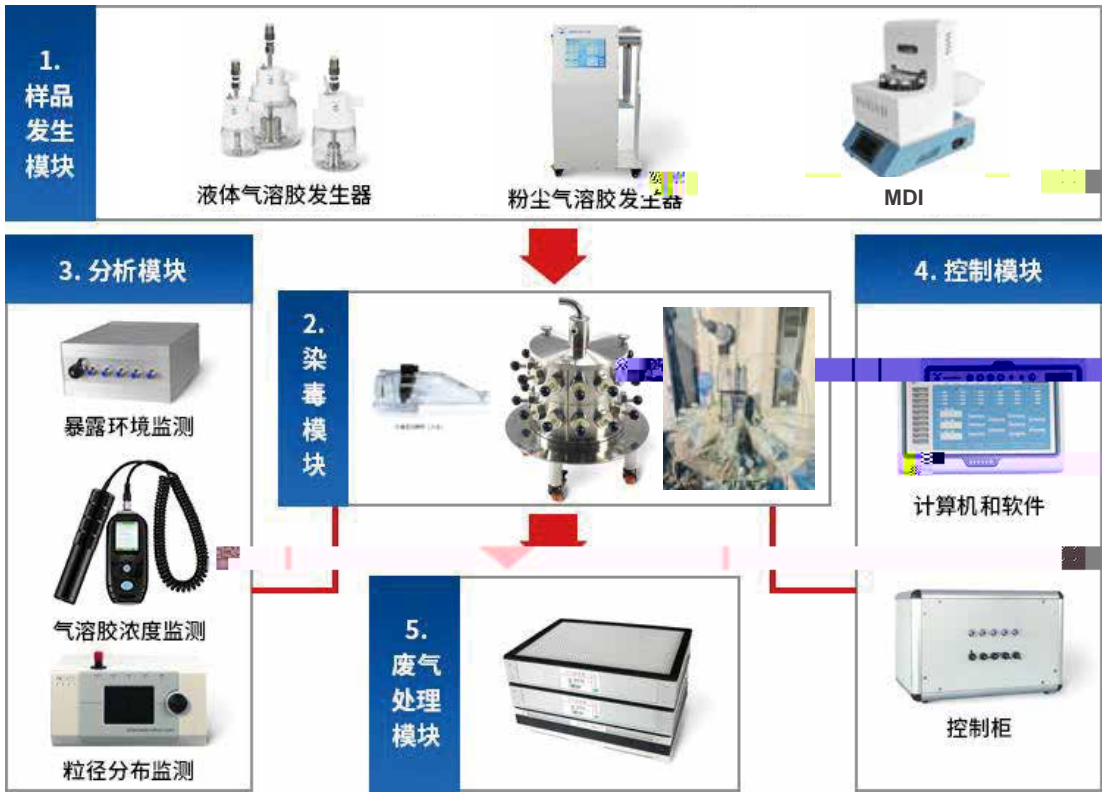 1.
样品
发生
模块
液体气溶胶发生器
粉尘气溶胶发生器
MDI
3. 分析模块
暴露环境监测
气溶胶浓度监测
粒径分布监测
2.
染
毒
模
块
4. 控制模块
计算机和软件
控制柜
5.
废气
处理
模块